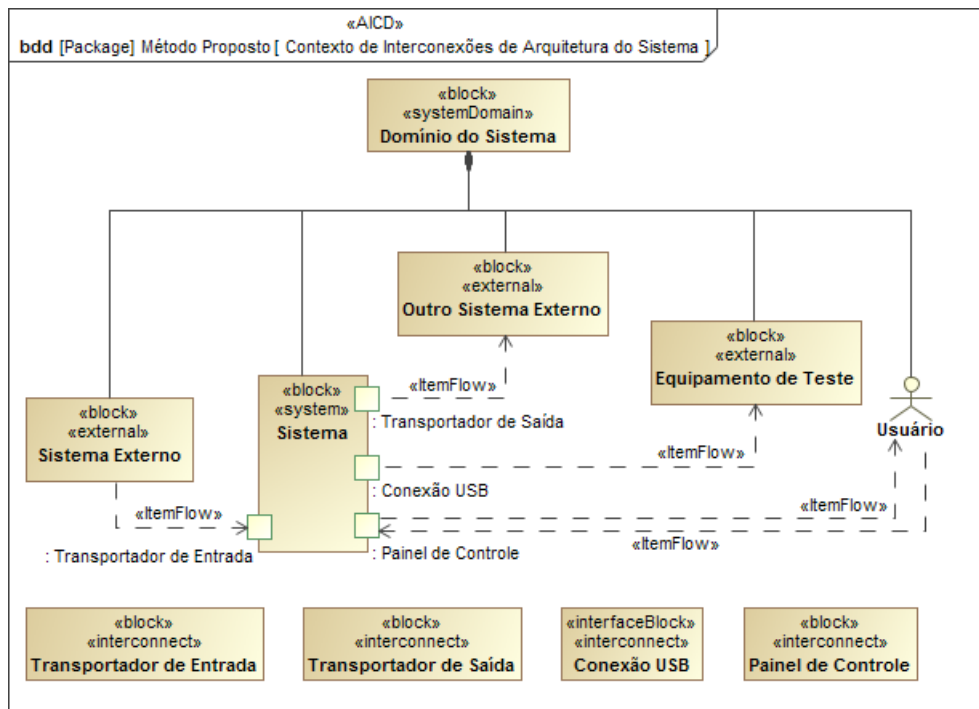 «AICD»
bdd [Package] Método Proposto [ Contexto de Interconexões de Arquitetura do Sistema ]
«block»
«systemDomain»
Domínio do Sistema
«block»
«external»
Outro Sistema Externo
«block»
«external»
Equipamento de Teste
«block»
«system»
Sistema
«ItemFlow»
: Transportador de Saída
«block»
«external»
Sistema Externo
Usuário
«ItemFlow»
: Conexão USB
«ItemFlow»
«ItemFlow»
: Transportador de Entrada
: Painel de Controle
«ItemFlow»
«block»
«interconnect»
Transportador de Entrada
«block»
«interconnect»
Transportador de Saída
«interfaceBlock»
«interconnect»
Conexão USB
«block»
«interconnect»
Painel de Controle